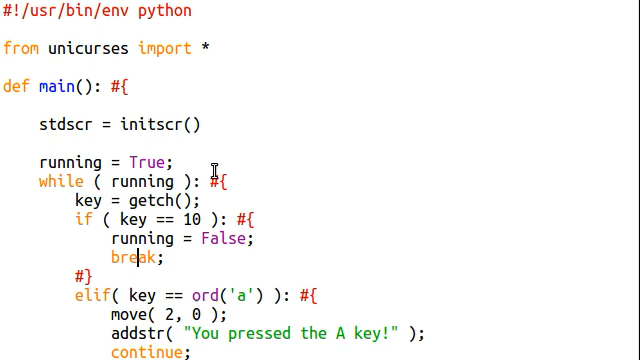 #!/usr/bin/env python
from unicurses import *
def main(): #{
stdscr = initscr()
running = True;
while ( running ): #{
key = getch();
if ( key == 10 ): #{
running = False;
break;
#}
elif( key == ord('a') ): #{
move( 2, 0 );
addstr( "You pressed the A key!" );
continue;